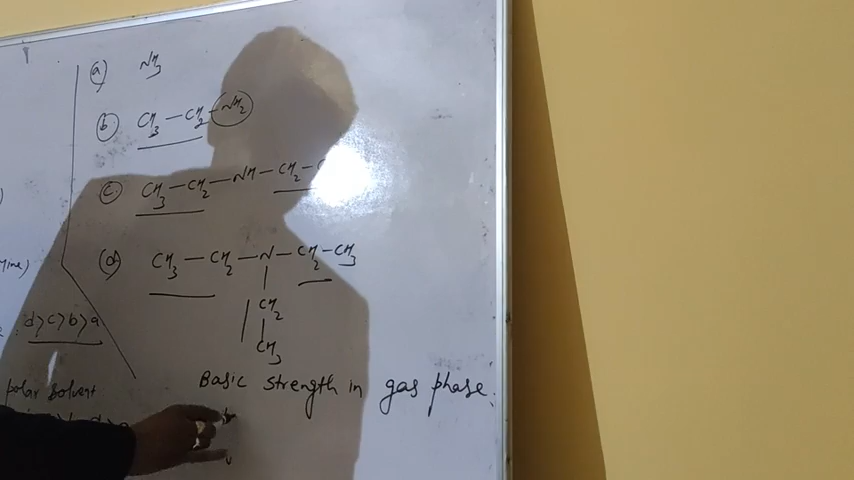 (a) NH3
(b) CH3 — CH2 — NH2
(c) CH3 — CH2 — NH — CH2 —
(d) CH3 — CH2 — N — CH2 — CH3
|
CH2
|
CH3
d>c>b>a
polar solvent
Basic strength in gas phase